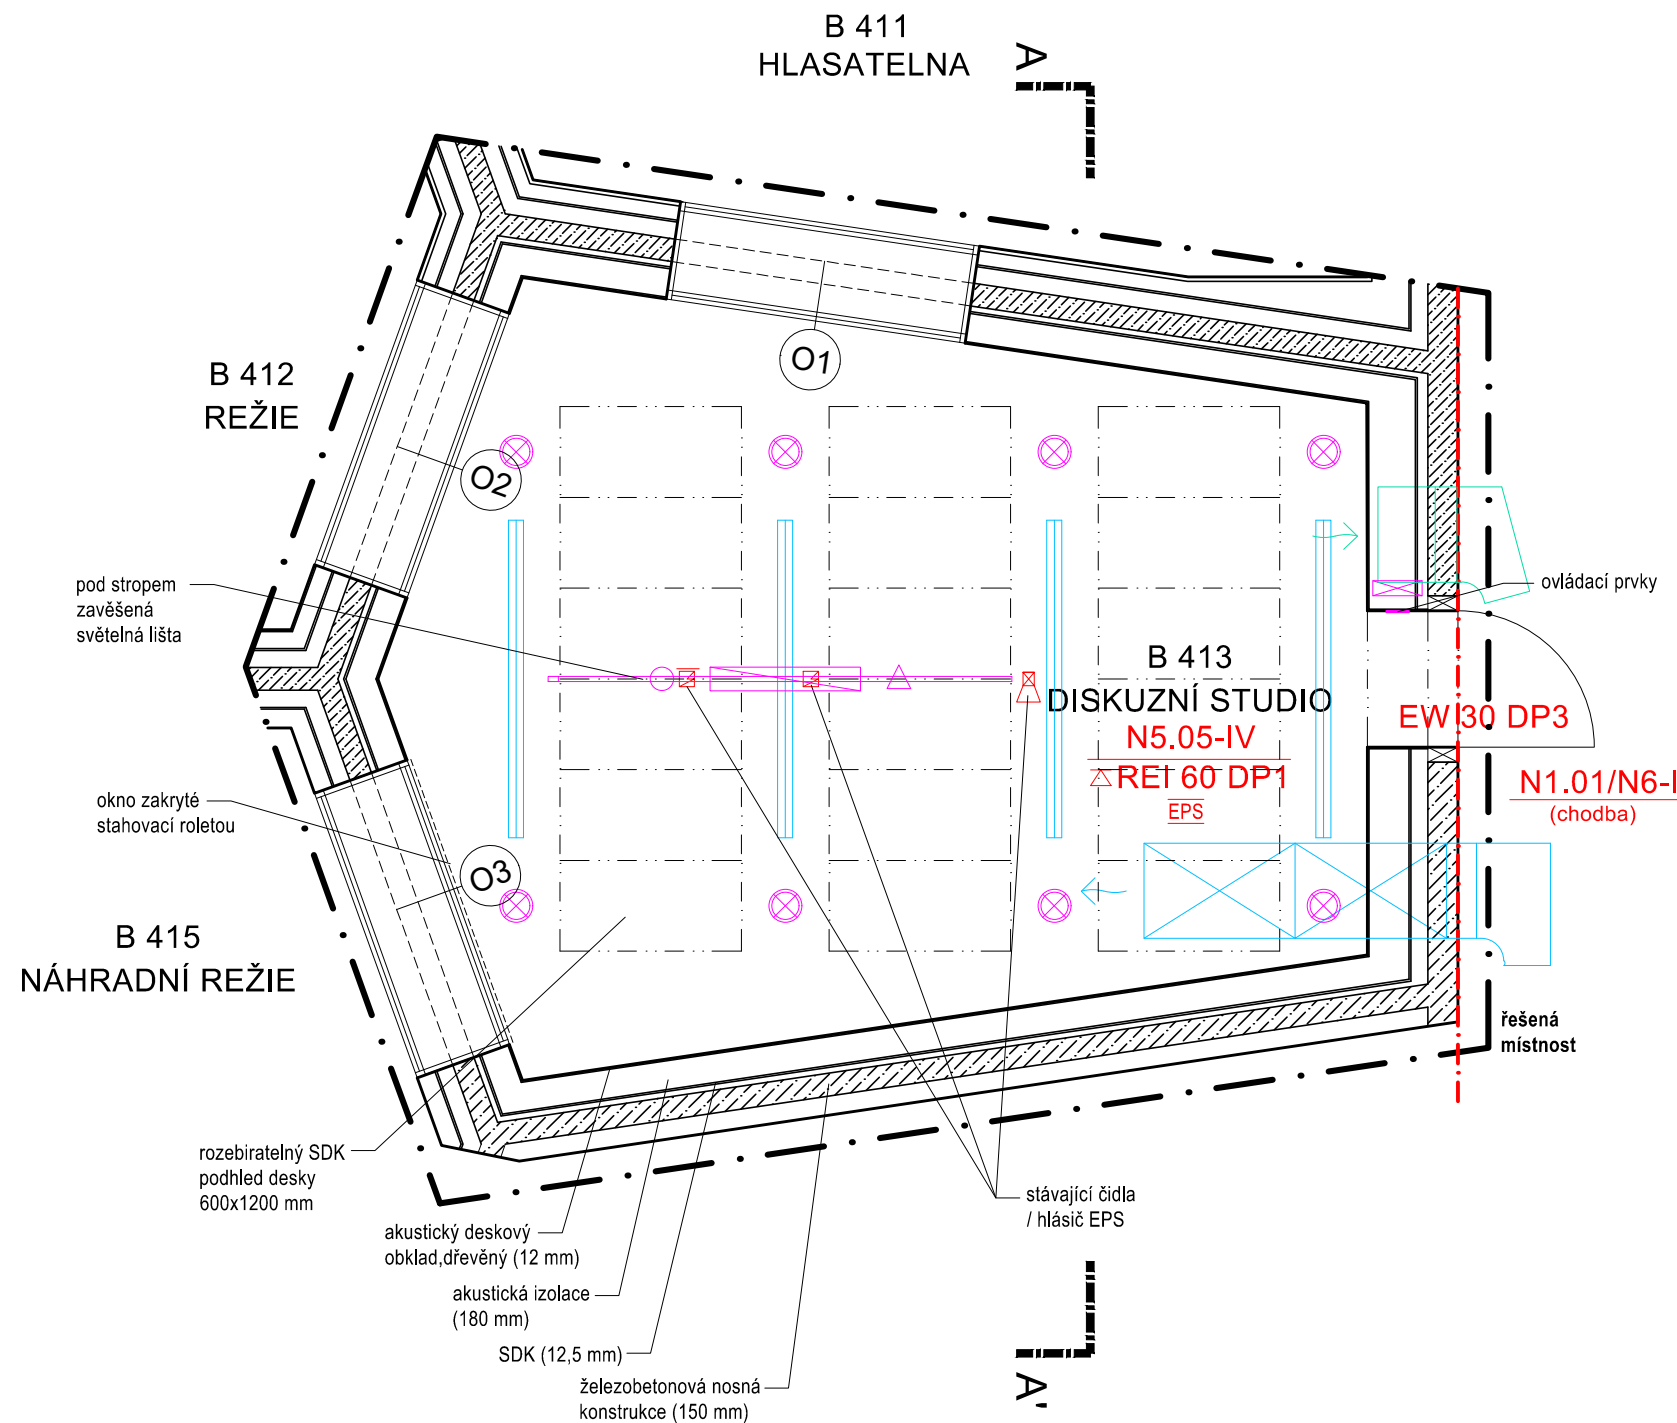 B 411
HLASATELNA
A
O1
B 412
REŽIE
O2
pod stropem
zavěšená
světelná lišta
ovládací prvky
B 413
DISKUZNÍ STUDIO
N5.05-IV
REI 60 DP1
EPS
EW 30 DP3
N1.01/N6-I
(chodba)
okno zakryté
stahovací roletou
O3
B 415
NÁHRADNÍ REŽIE
řešená
místnost
rozebiratelný SDK
podhled desky
600x1200 mm
stávající čidla
/ hlásič EPS
akustický deskový
obklad,dřevěný (12 mm)
akustická izolace
(180 mm)
SDK (12,5 mm)
železobetonová nosná
konstrukce (150 mm)
A'